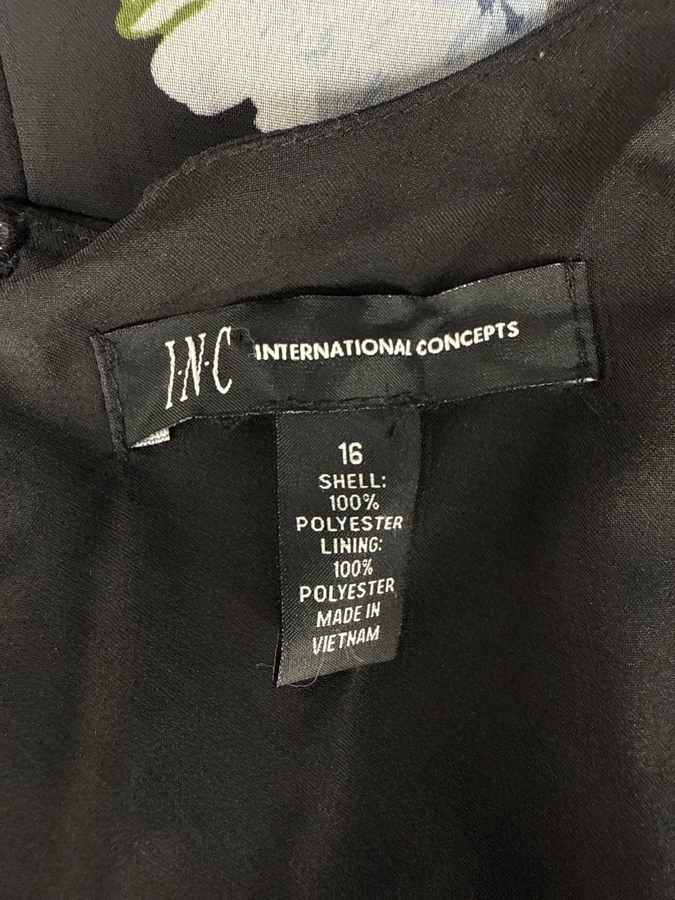 I·N·C INTERNATIONAL CONCEPTS
16
SHELL:
100%
POLYESTER
LINING:
100%
POLYESTER
MADE IN
VIETNAM